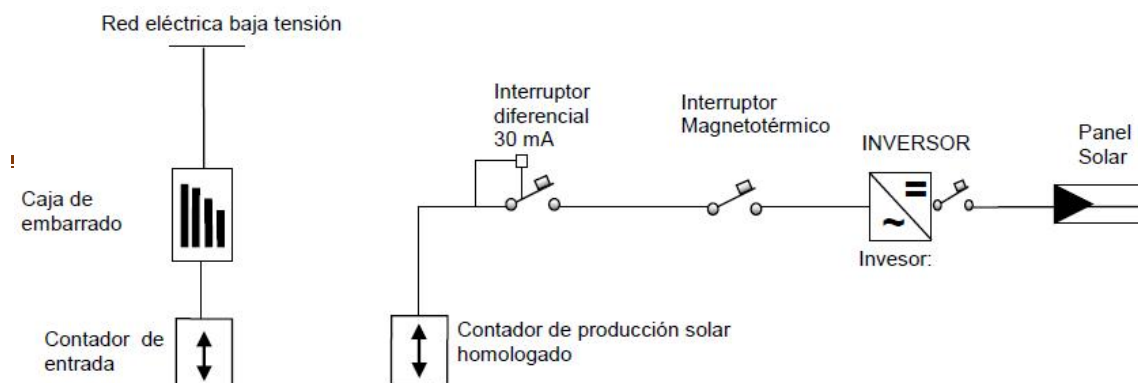 Red eléctrica baja tensión
Interruptor
diferencial
30 mA
Interruptor
Magnetotérmico
INVERSOR
Panel
Solar
!
Caja de
embarrado
Invesor:
Contador de
entrada
Contador de producción solar
homologado